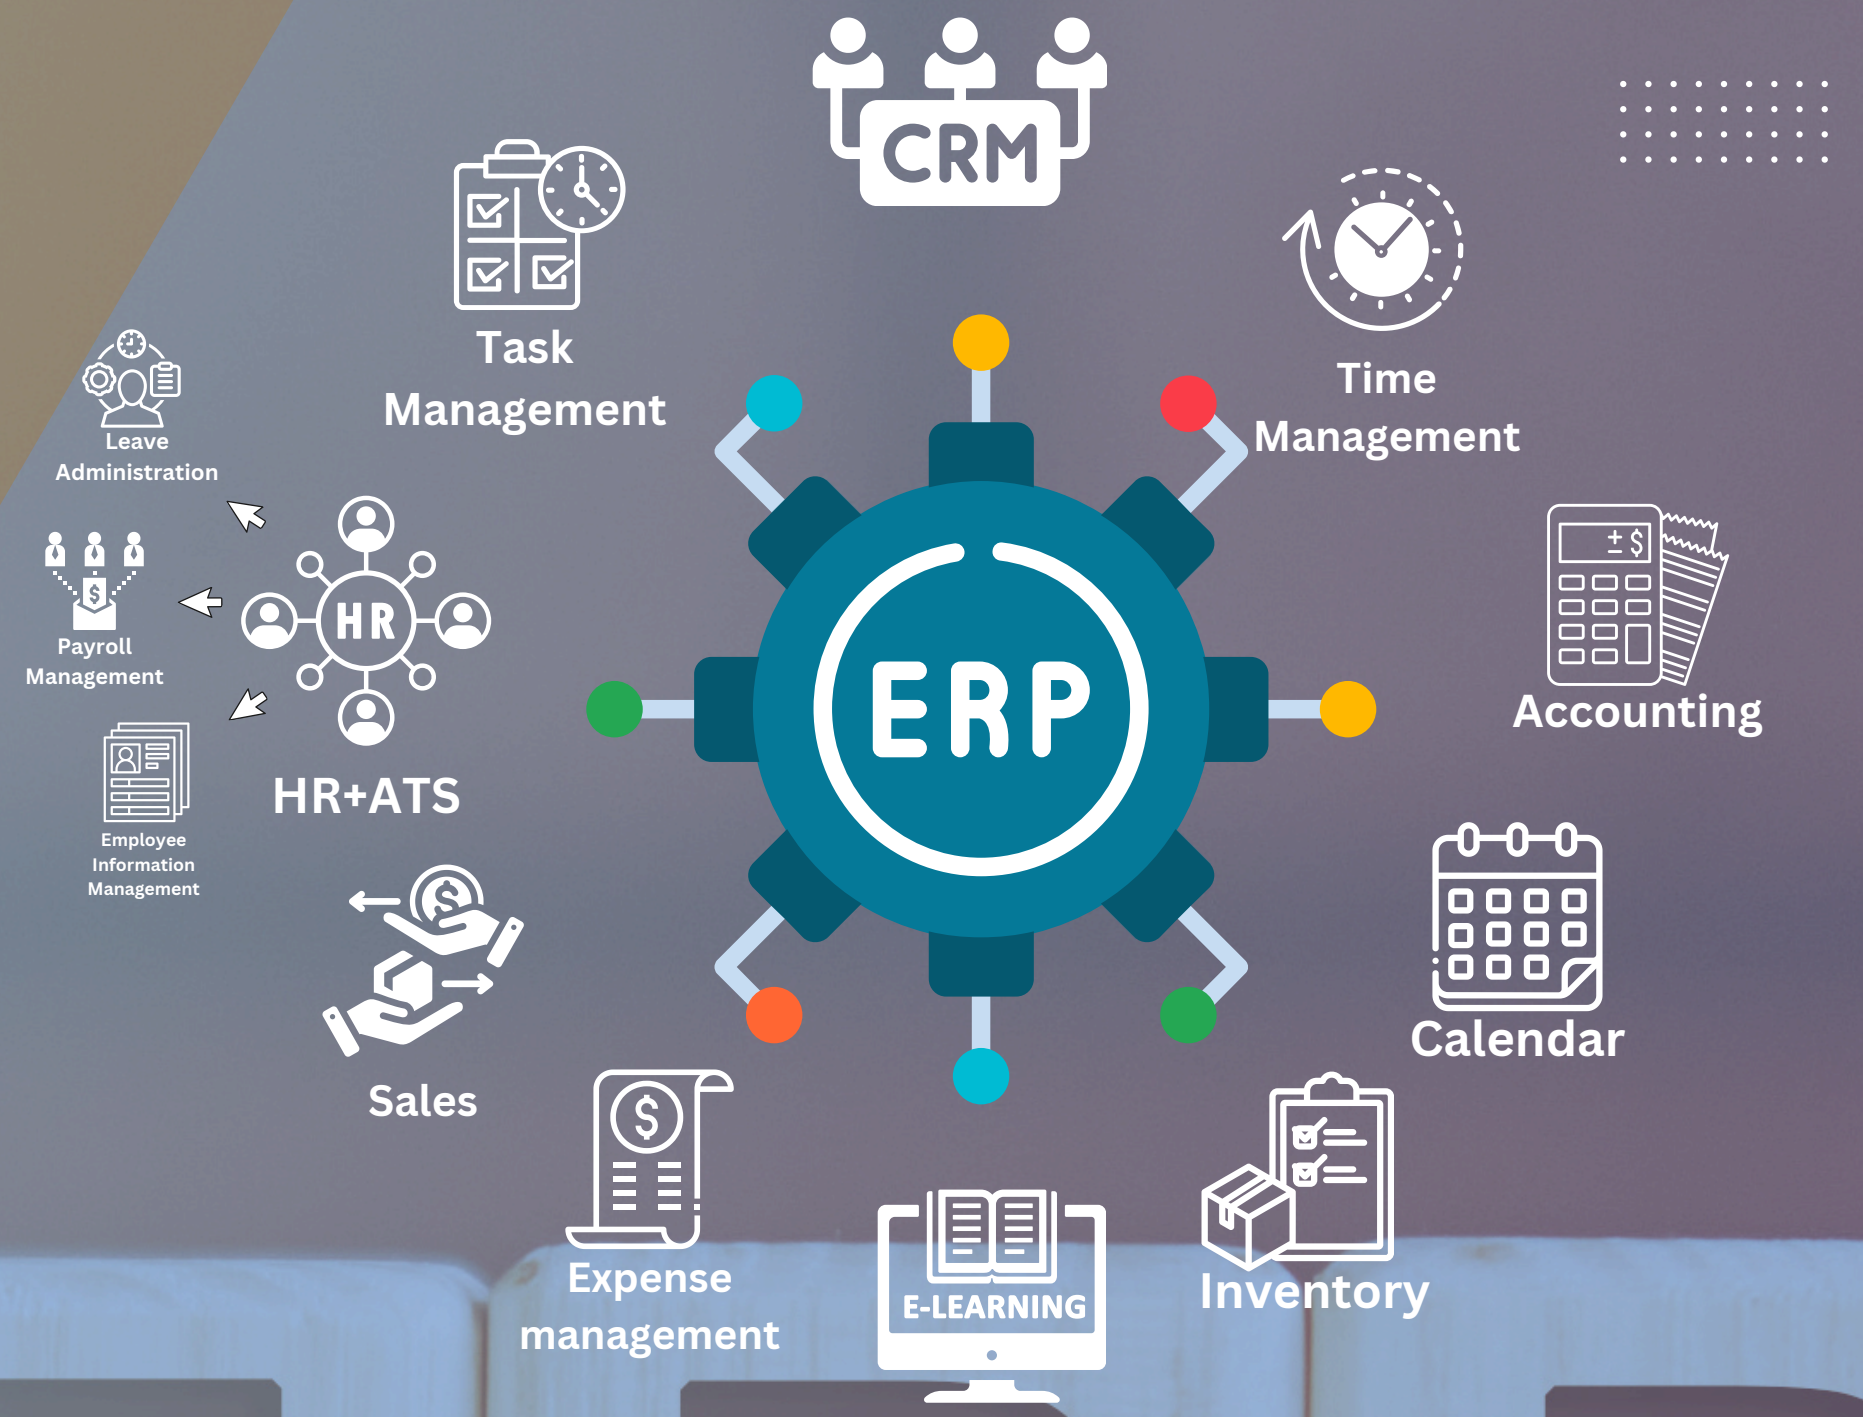 CRM
Task
Management
Time
Management
Leave
Administration
Payroll
Management
Employee
Information
Management
HR
HR+ATS
ERP
± $
Accounting
$
Sales
Calendar
$
Expense
management
E-LEARNING
Inventory